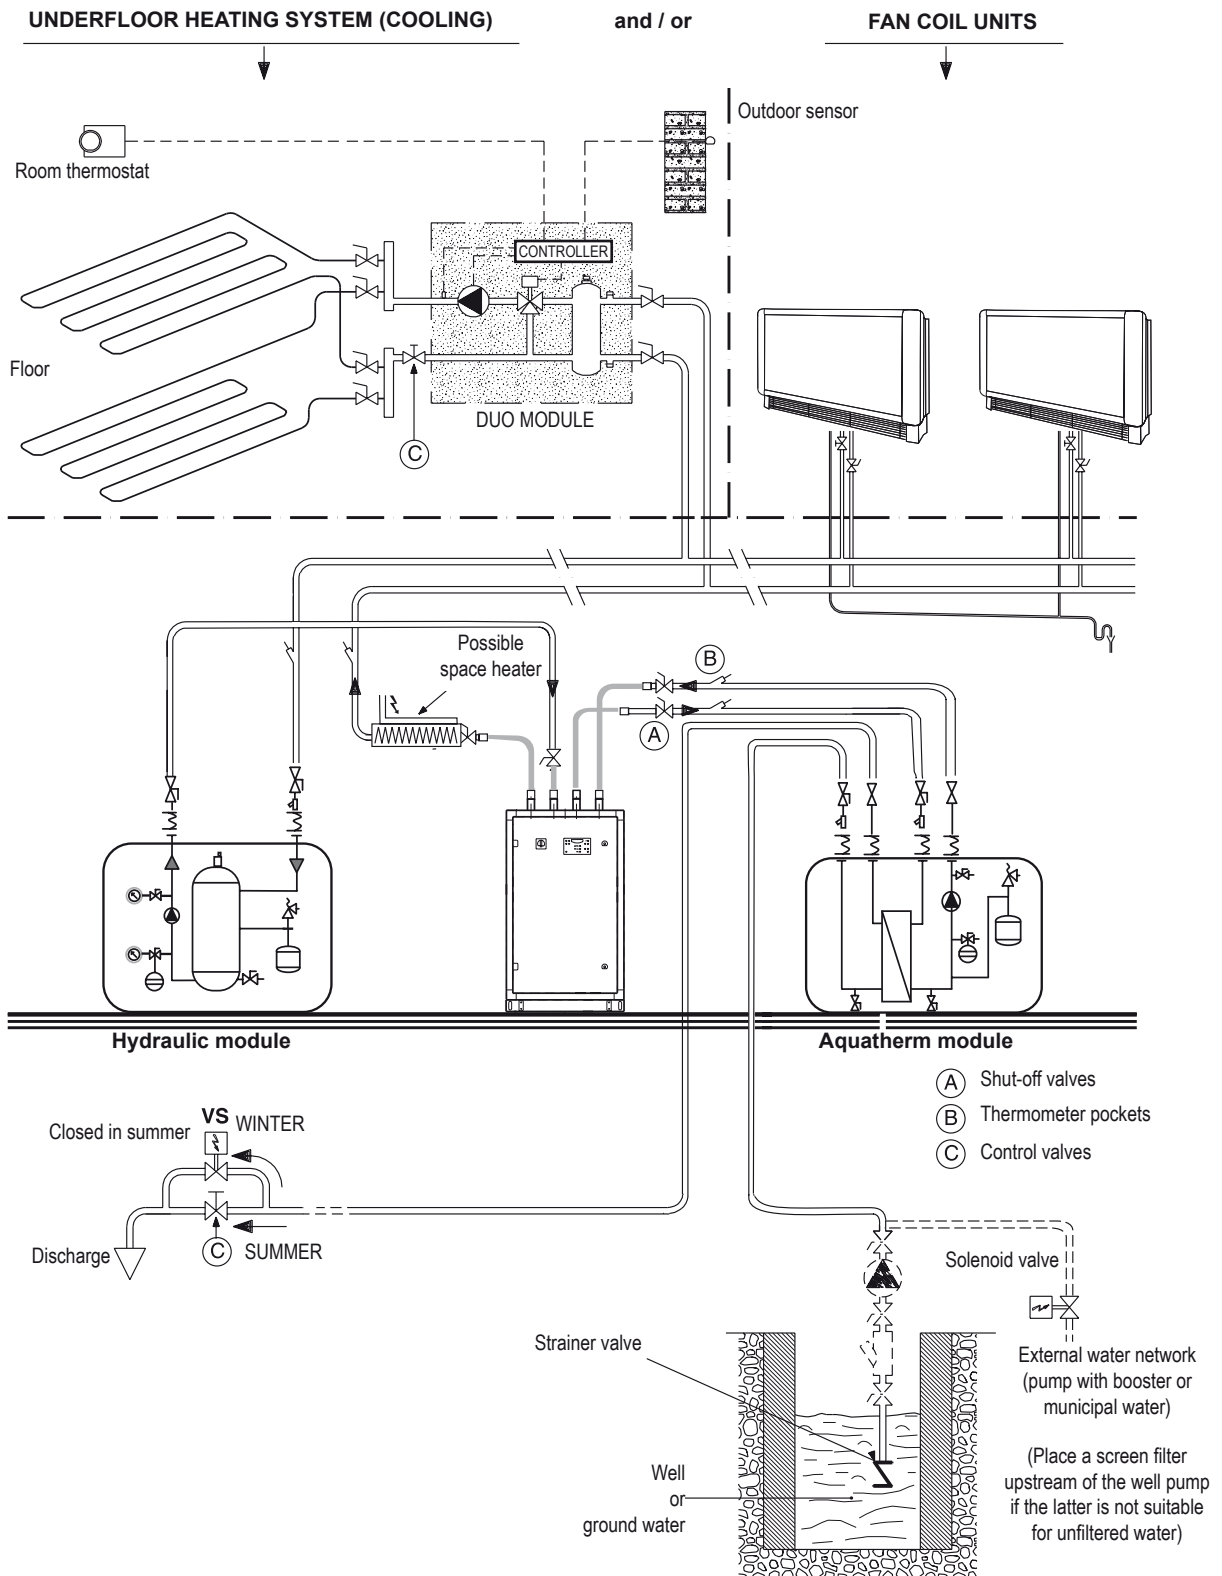 UNDERFLOOR HEATING SYSTEM (COOLING)
and / or
FAN COIL UNITS
Outdoor sensor
Room thermostat
CONTROLLER
Floor
DUO MODULE
C
Possible
space heater
B
A
Hydraulic module
Aquatherm module
A Shut-off valves
B Thermometer pockets
C Control valves
VS
Closed in summer
WINTER
Discharge
C
SUMMER
Solenoid valve
Strainer valve
External water network
(pump with booster or
municipal water)
(Place a screen filter
upstream of the well pump
if the latter is not suitable
for unfiltered water)
Well
or
ground water